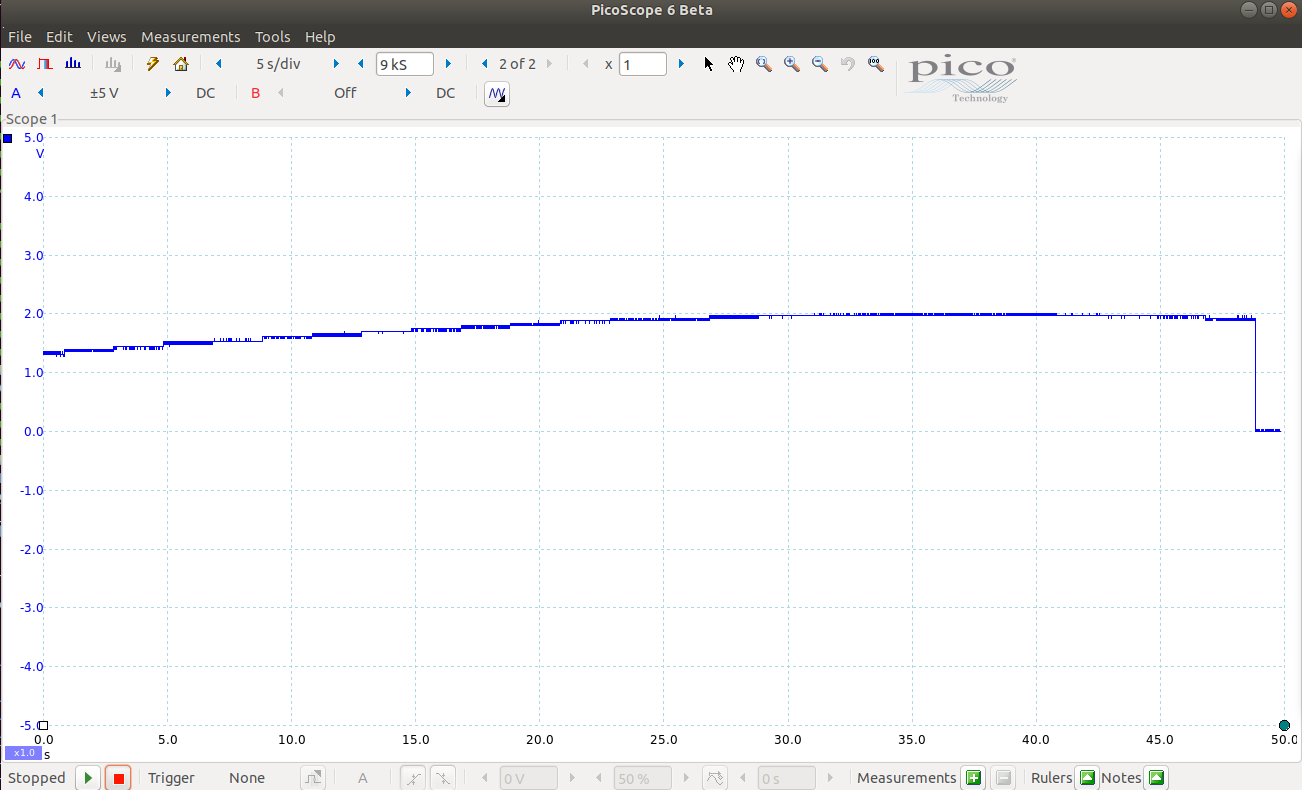 PicoScope 6 Beta
File Edit Views Measurements Tools Help
5 s/div 9 kS 2 of 2 x 1
A ±5 V DC B Off DC
pico
Technology
Scope 1
5.0
V
4.0
3.0
2.0
1.0
0.0
-1.0
-2.0
-3.0
-4.0
-5.0
0.0 5.0 10.0 15.0 20.0 25.0 30.0 35.0 40.0 45.0 50.0
x1.0 s
Stopped Trigger None A 0 V 50 % 0 s Measurements Rulers Notes